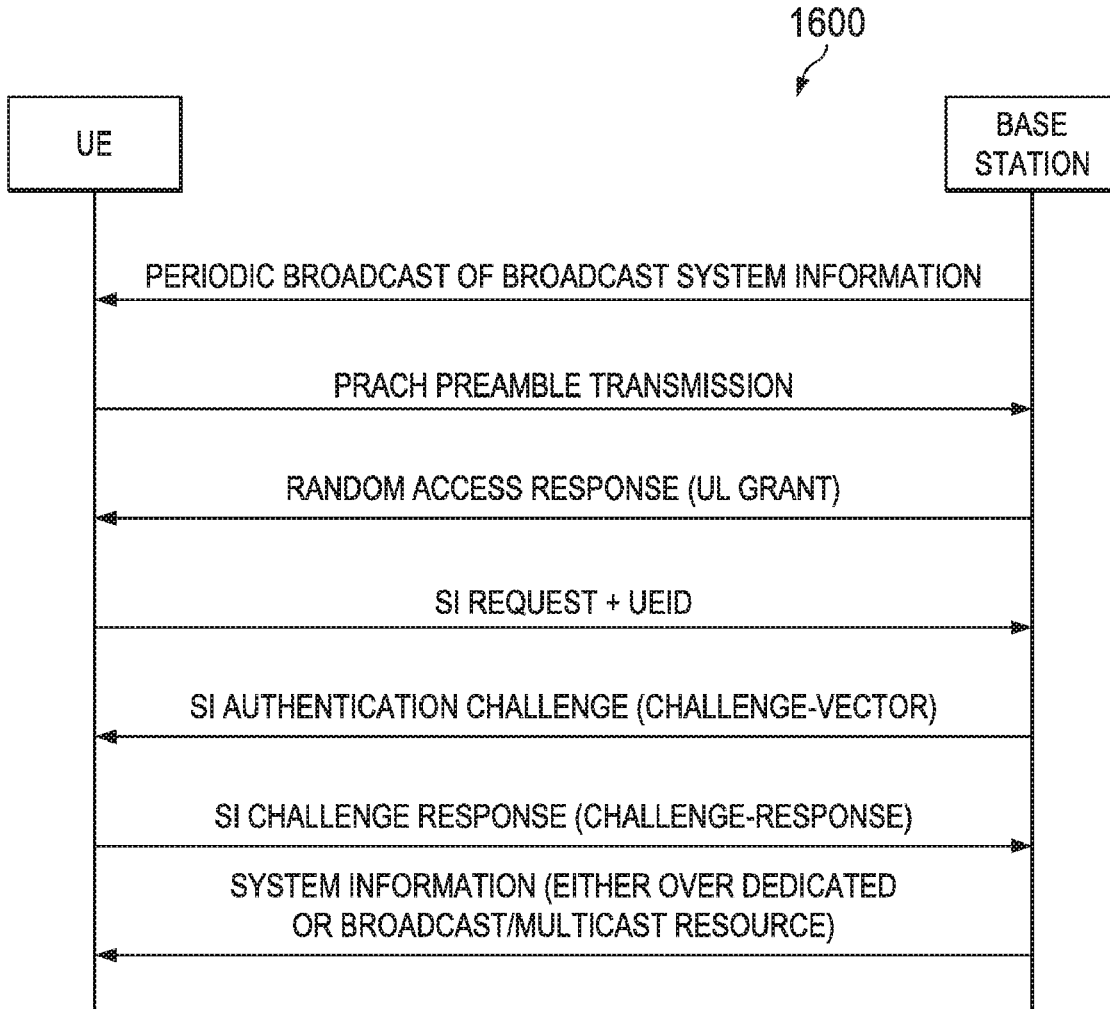 1600
UE
BASE
STATION
PERIODIC BROADCAST OF BROADCAST SYSTEM INFORMATION
PRACH PREAMBLE TRANSMISSION
RANDOM ACCESS RESPONSE (UL GRANT)
SI REQUEST + UEID
SI AUTHENTICATION CHALLENGE (CHALLENGE-VECTOR)
SI CHALLENGE RESPONSE (CHALLENGE-RESPONSE)
SYSTEM INFORMATION (EITHER OVER DEDICATED
OR BROADCAST/MULTICAST RESOURCE)